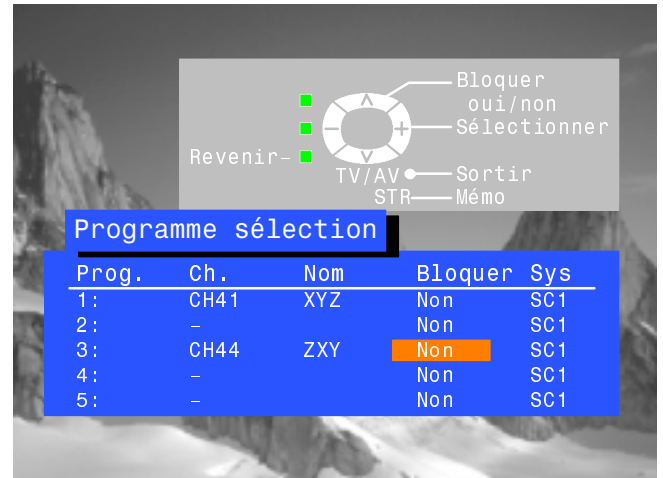 Bloquer
oui/non
Sélectionner
Revenir–
TV/AV Sortir
STR Mémo
Programme sélection
Prog. Ch. Nom Bloquer Sys
1: CH41 XYZ Non SC1
2: – Non SC1
3: CH44 ZXY Non SC1
4: – Non SC1
5: – Non SC1